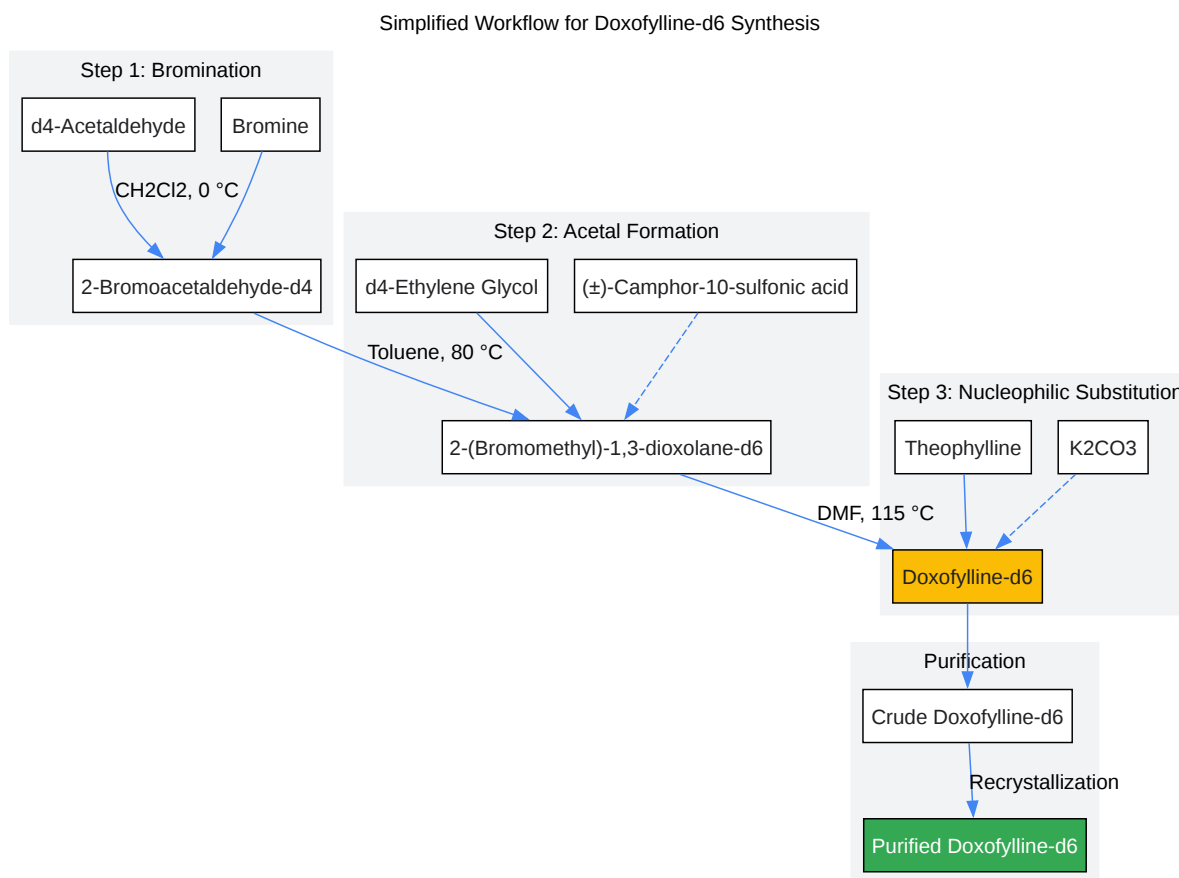 Simplified Workflow for Doxofylline-d6 Synthesis
Step 1: Bromination
d4-Acetaldehyde
Bromine
CH2Cl2, 0 °C
2-Bromoacetaldehyde-d4
Step 2: Acetal Formation
d4-Ethylene Glycol
(±)-Camphor-10-sulfonic acid
Toluene, 80 °C
2-(Bromomethyl)-1,3-dioxolane-d6
Step 3: Nucleophilic Substitution
Theophylline
K2CO3
DMF, 115 °C
Doxofylline-d6
Purification
Crude Doxofylline-d6
Recrystallization
Purified Doxofylline-d6